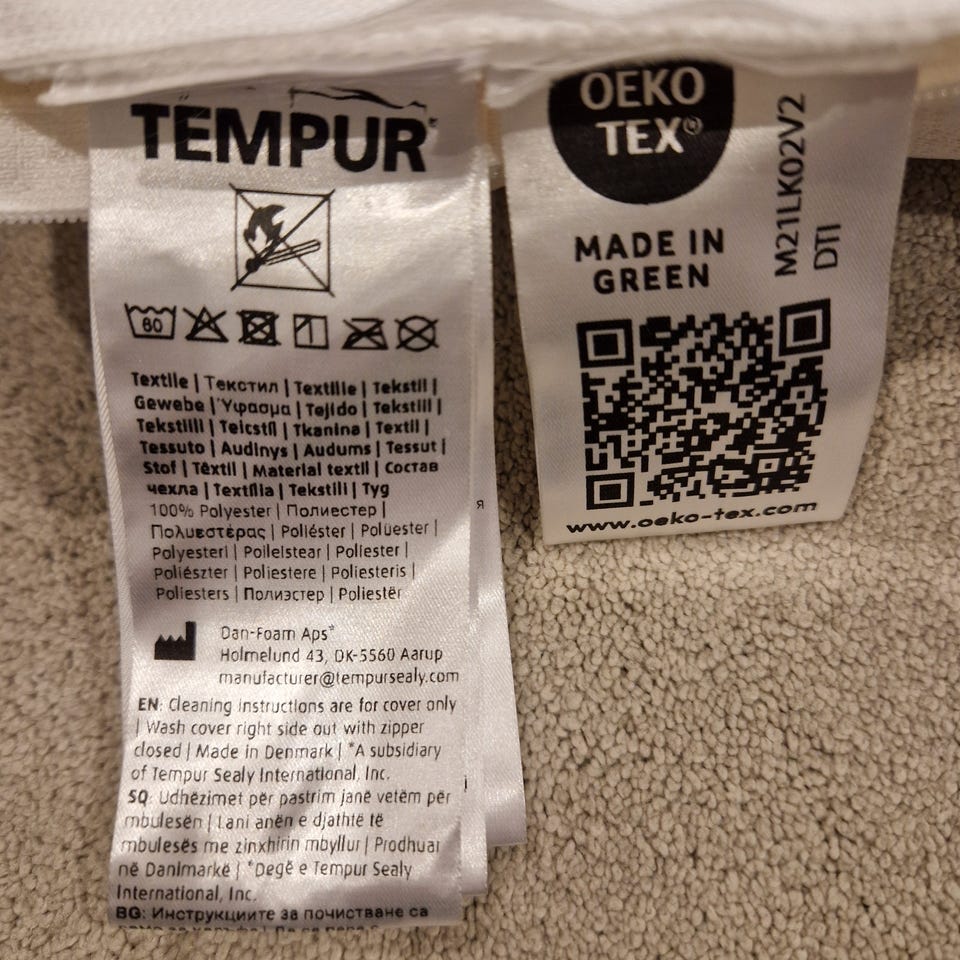 TEMPUR®
60
Textile | Текстил | Textilie | Tekstil |
Gewebe | Ύφασμα | Tejido | Tekstiil |
Tekstiili | Teicstíl | Tkanina | Textil |
Tessuto | Audinys | Audums | Tessut |
Stof | Têxtil | Material textil | Состав
чехла | Textília | Tekstili | Tyg
100% Polyester | Полиестер |
Πολυεστέρας | Poliéster | Polüester |
Polyesteri | Poileistear | Poliester |
Poliészter | Poliestere | Poliesteris |
Poliesters | Полиэстер | Poliestër
Dan-Foam Aps*
Holmelund 43, DK-5560 Aarup
manufacturer@tempursealy.com
EN: Cleaning instructions are for cover only
| Wash cover right side out with zipper
closed | Made in Denmark | *A subsidiary
of Tempur Sealy International, Inc.
SQ: Udhëzimet për pastrim janë vetëm për
mbulesën | Lani anën e djathtë të
mbulesës me zinxhirin mbyllur | Prodhuar
në Danimarkë | *Degë e Tempur Sealy
International, Inc.
BG: Инструкциите за почистване са
я
OEKO
TEX®
MADE IN
GREEN
M21LK02V2
DTI
www.oeko-tex.com